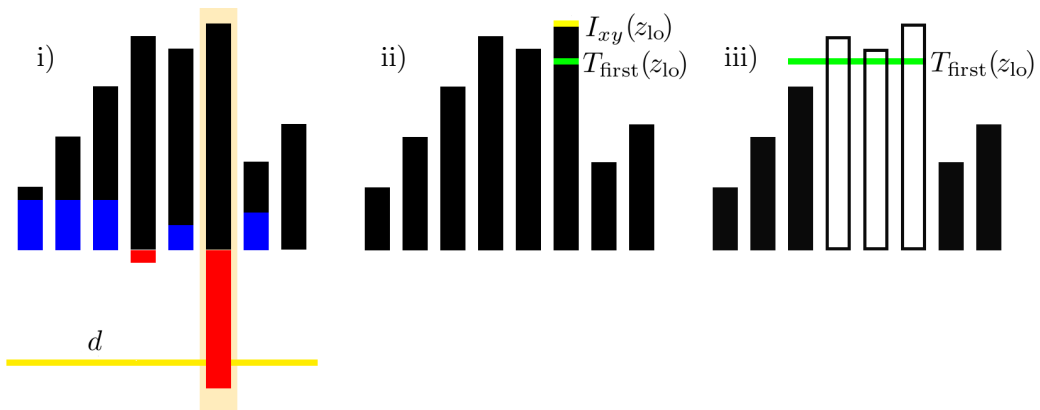 i)
ii)
I_{xy}(z_{lo})
T_{first}(z_{lo})
iii)
T_{first}(z_{lo})
d